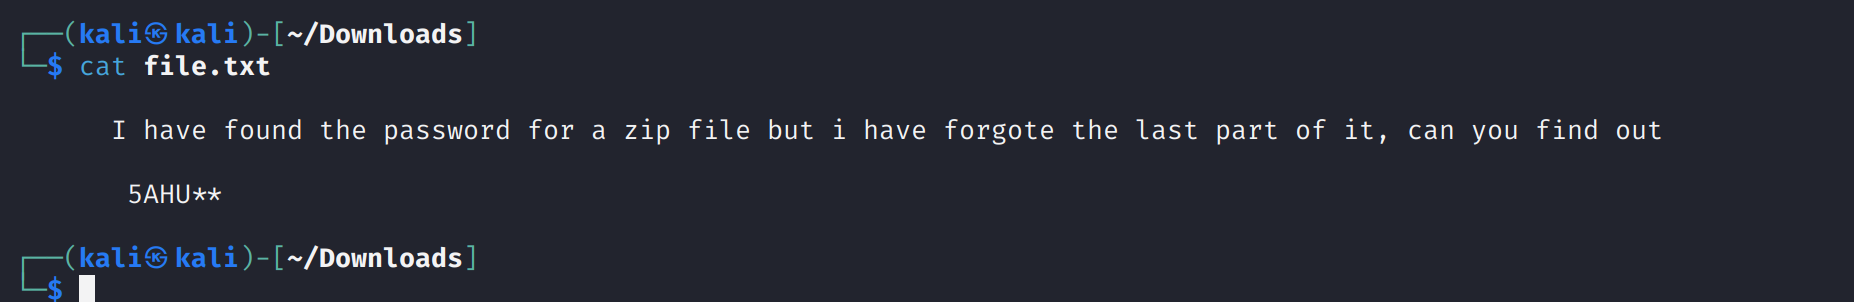 ┌──(kali㉿kali)-[~/Downloads]
└─$ cat file.txt
I have found the password for a zip file but i have forgote the last part of it, can you find out
5AHU**
┌──(kali㉿kali)-[~/Downloads]
└─$